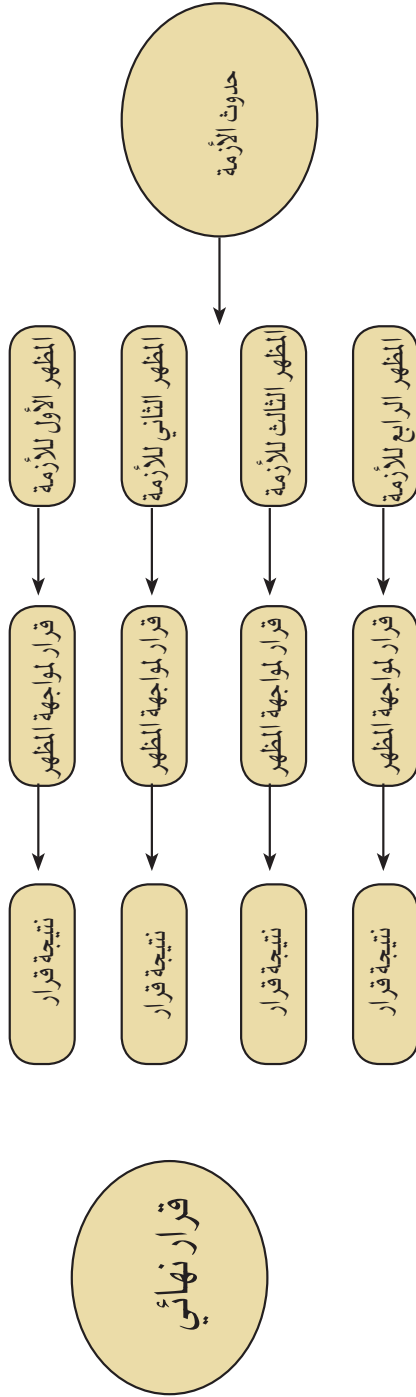 حدوث الأزمة
المظهر الأول للأزمة
المظهر الثاني للأزمة
المظهر الثالث للأزمة
المظهر الرابع للأزمة
قرار لمواجهة المظهر
قرار لمواجهة المظهر
قرار لمواجهة المظهر
قرار لمواجهة المظهر
نتيجة قرار
نتيجة قرار
نتيجة قرار
نتيجة قرار
قرار نهائي